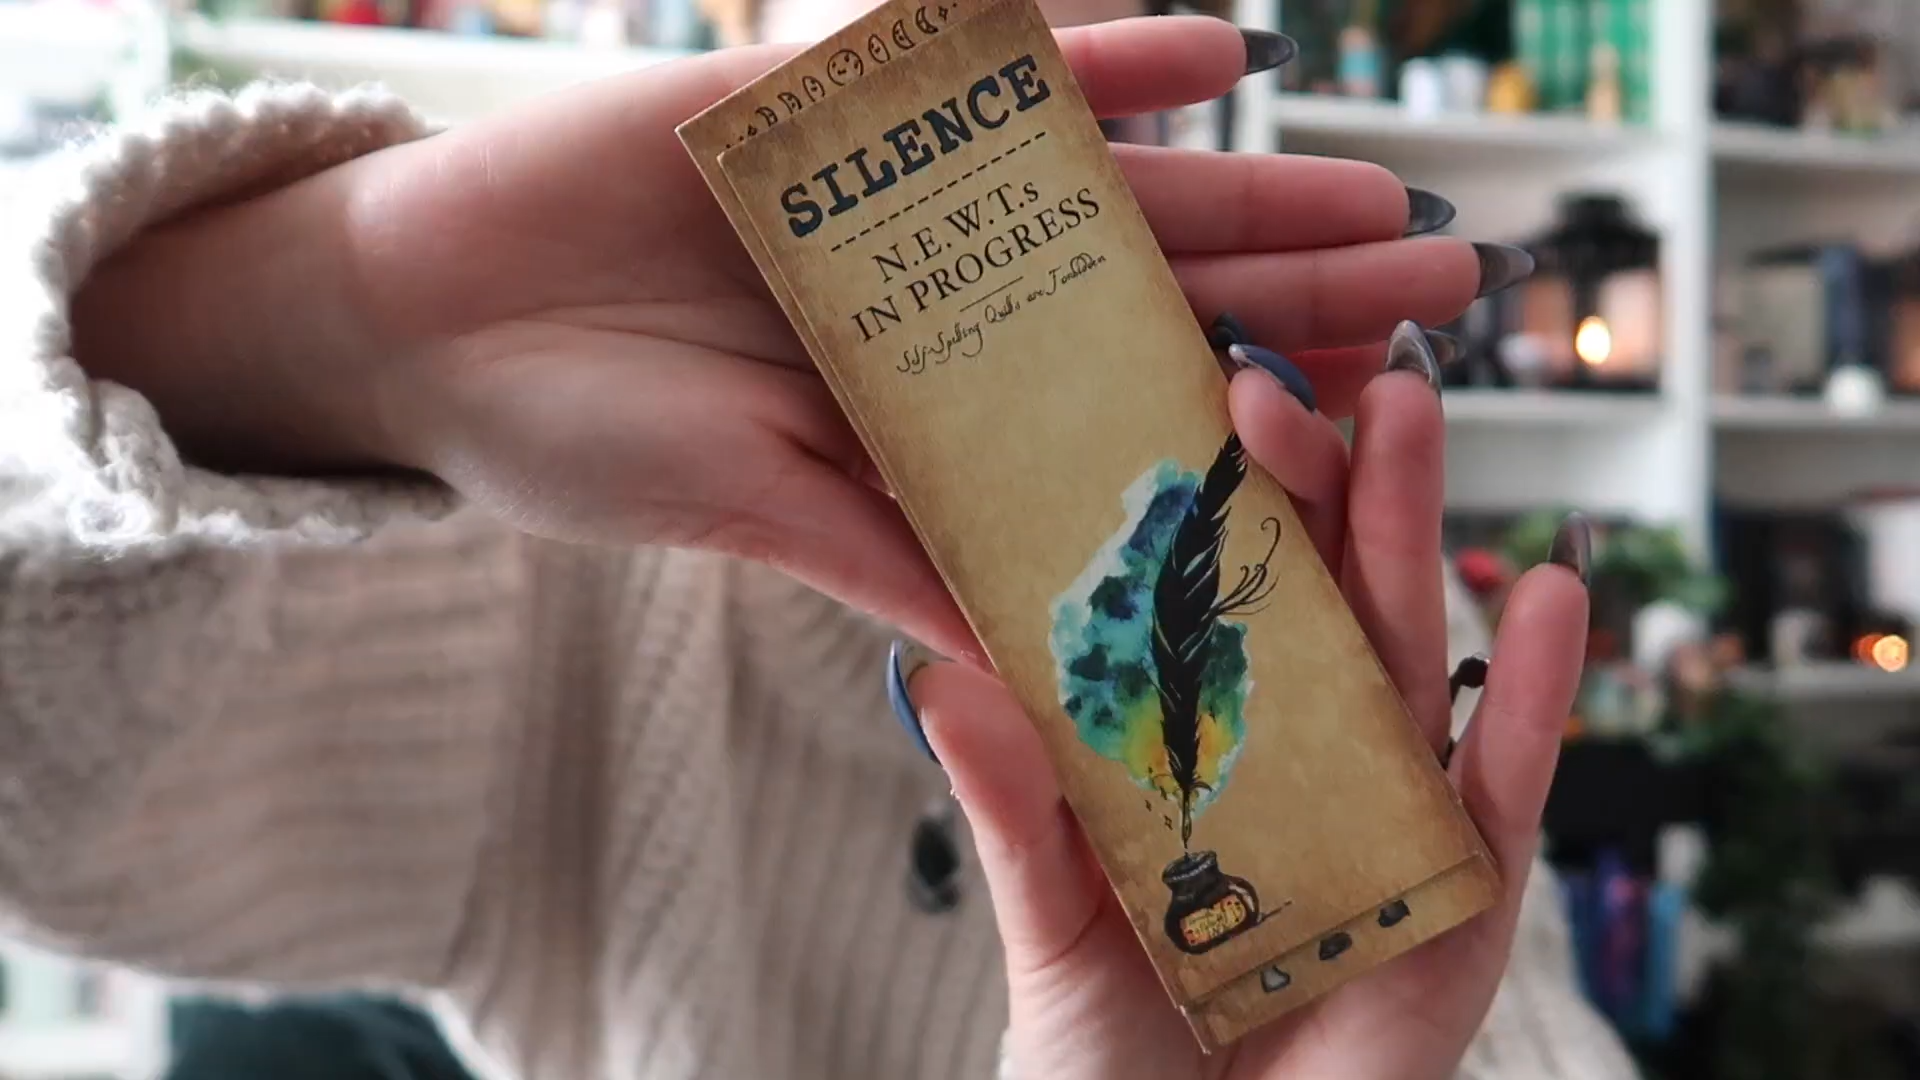 SILENCE
N.E.W.T.s
IN PROGRESS
Self-Spelling Quills are Forbidden